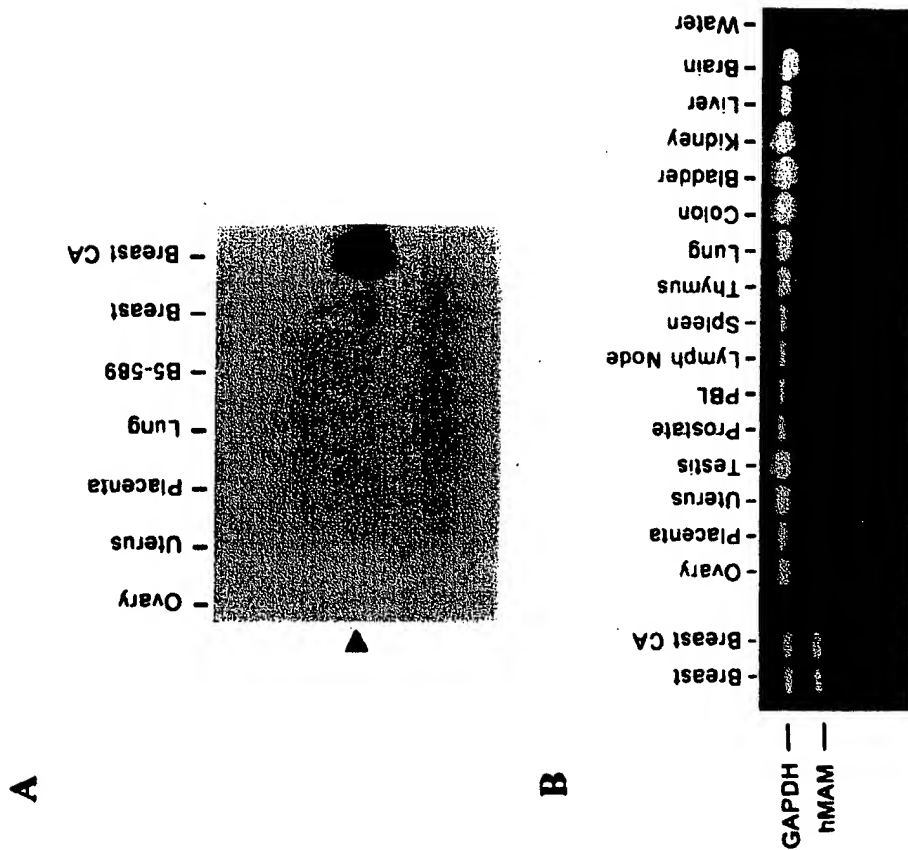 A
Ovary
Uterus
Placenta
Lung
B5-589
Breast
Breast CA
B
Breast
Breast CA
Ovary
Placenta
Uterus
Testis
Prostate
PBL
Lymph Node
Spleen
Thymus
Lung
Colon
Bladder
Kidney
Liver
Brain
Water
GAPDH
hMAM